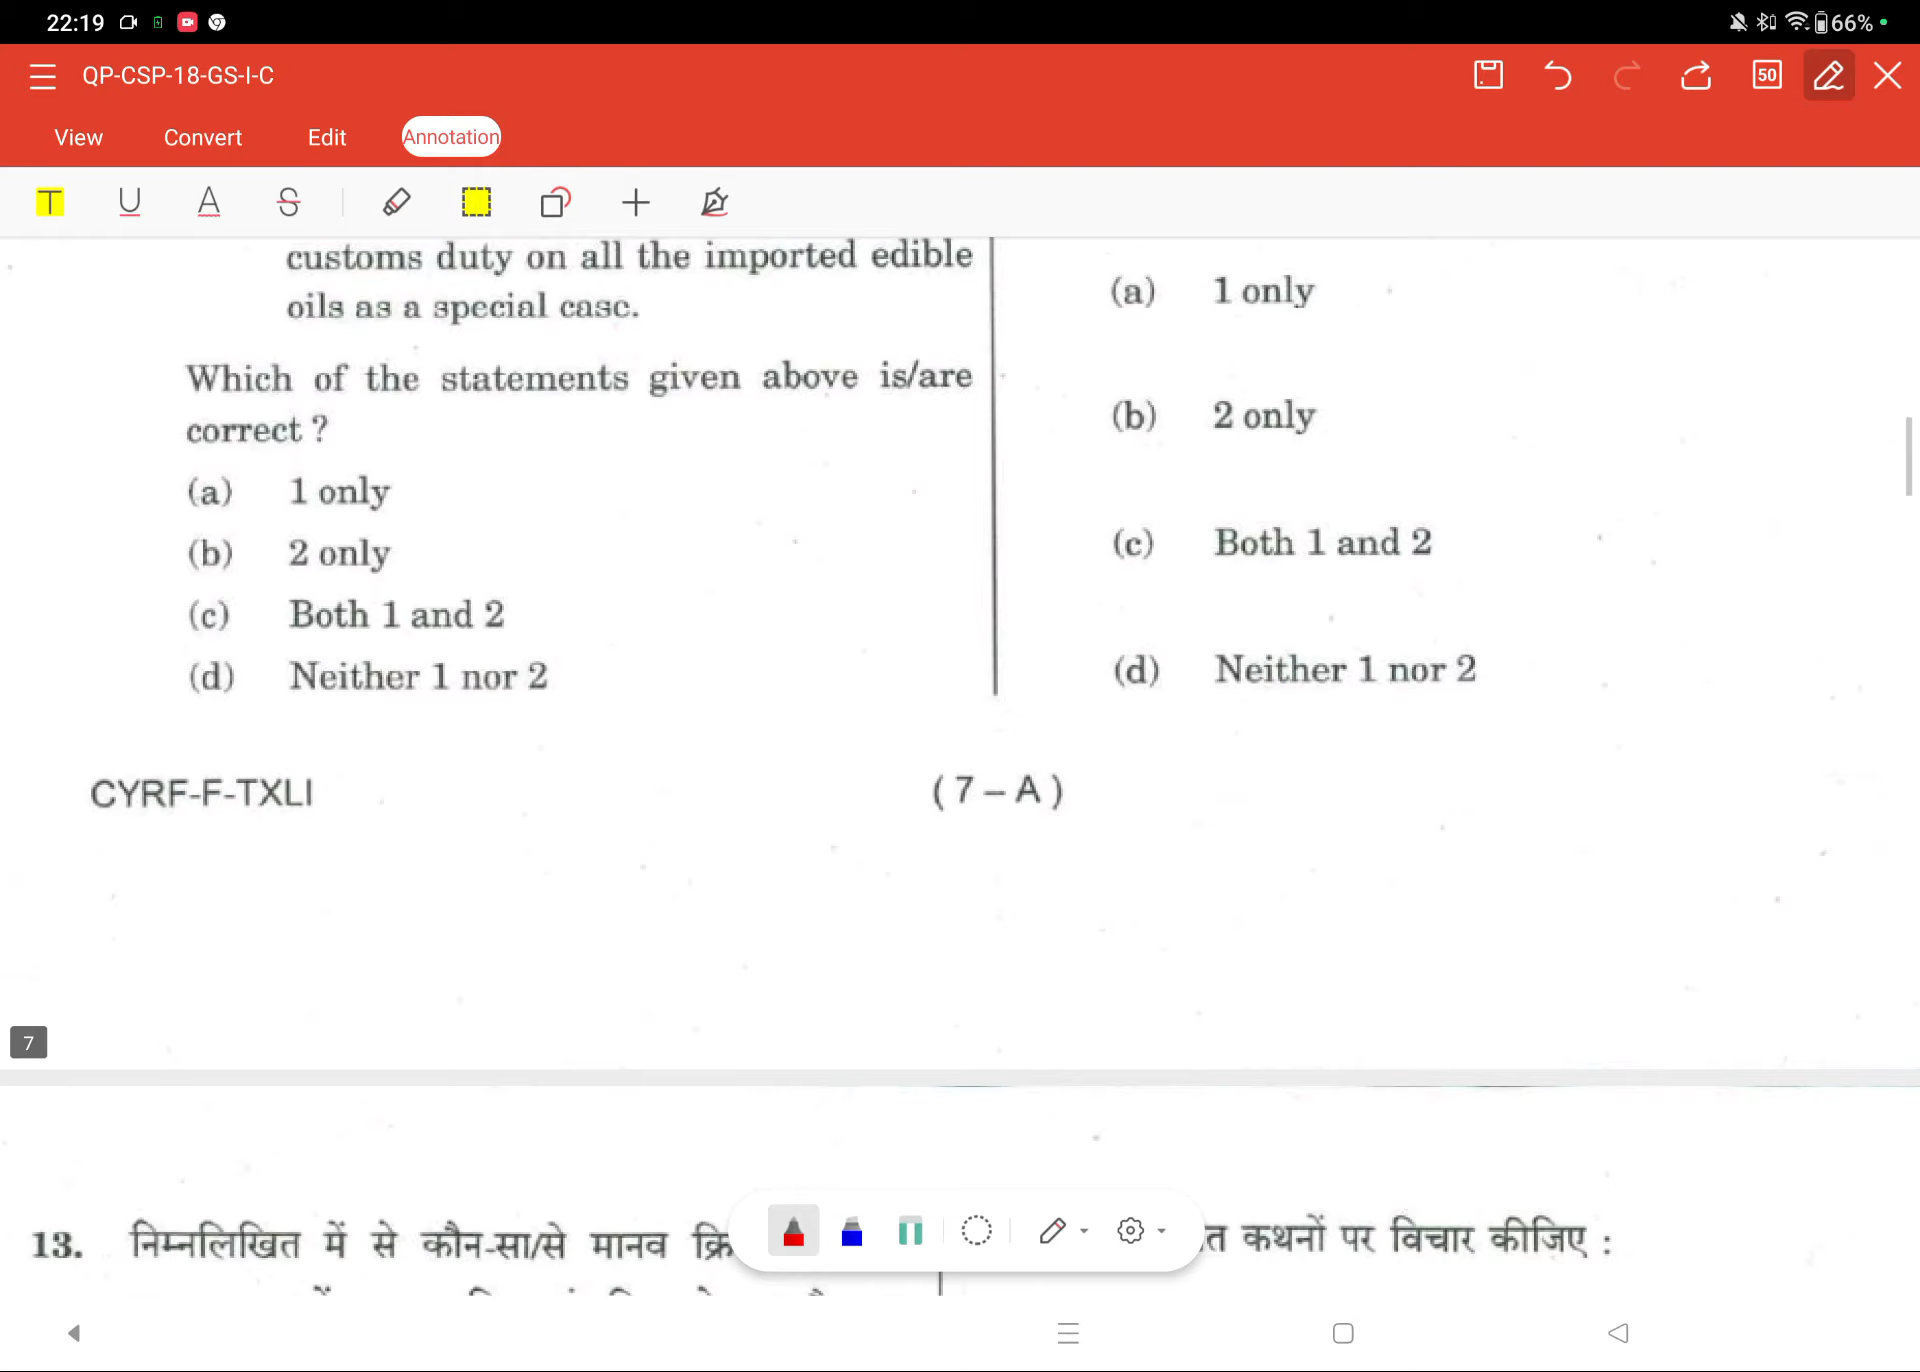 22:19
66%
QP-CSP-18-GS-I-C
50
View Convert Edit Annotation
T U A S
customs duty on all the imported edible
oils as a special case.
Which of the statements given above is/are
correct ?
(a) 1 only
(b) 2 only
(c) Both 1 and 2
(d) Neither 1 nor 2
(a) 1 only
(b) 2 only
(c) Both 1 and 2
(d) Neither 1 nor 2
CYRF-F-TXLI
( 7 – A )
7
13. निम्नलिखित में से कौन-सा/से मानव
कथनों पर विचार कीजिए :